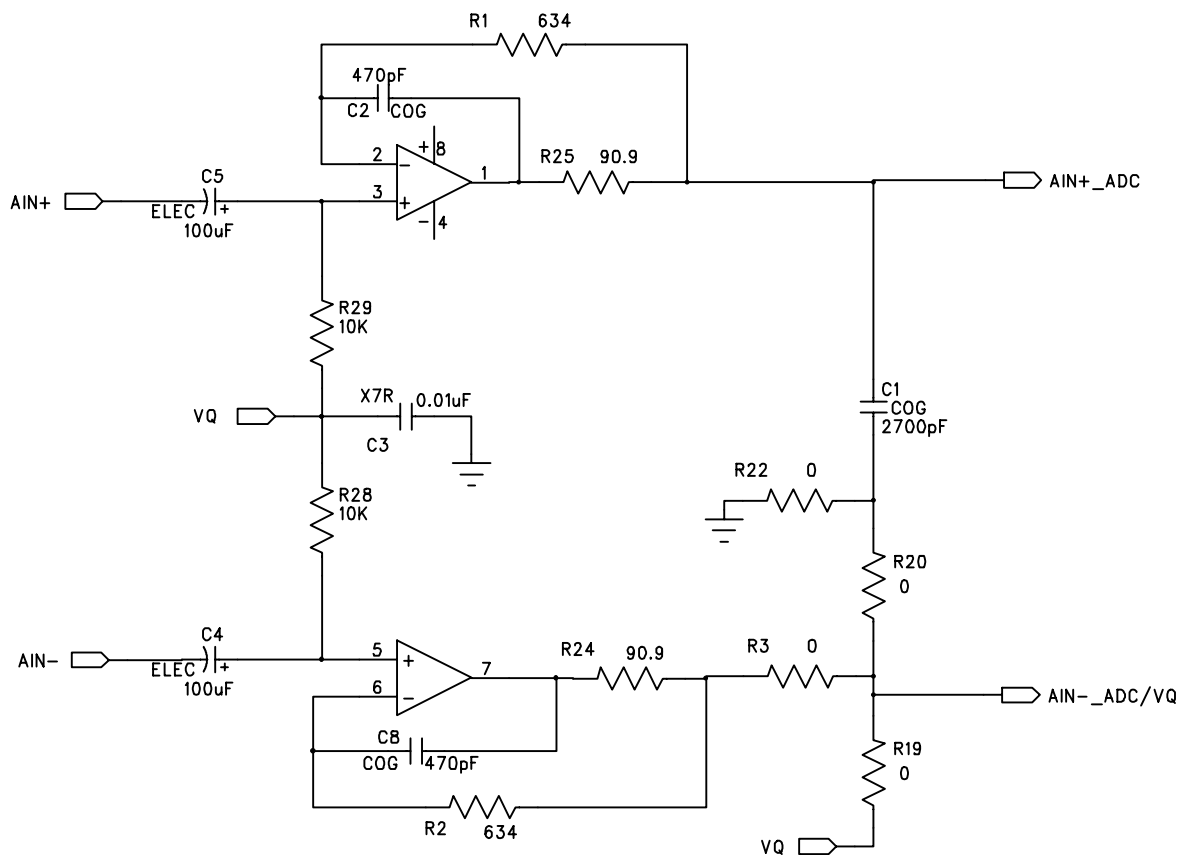 R1 634
470pF
C2 COG
+ 8
2 -
1
R25 90.9
C5
AIN+
ELEC +
100uF
3 +
- 4
AIN+_ADC
R29
10K
VQ
X7R 0.01uF
C3
C1
COG
2700pF
R22 0
R28
10K
R20
0
C4
AIN-
ELEC +
100uF
5 +
6 -
7
R24 90.9
R3 0
AIN-_ADC/VQ
C8
COG 470pF
R19
0
R2 634
VQ